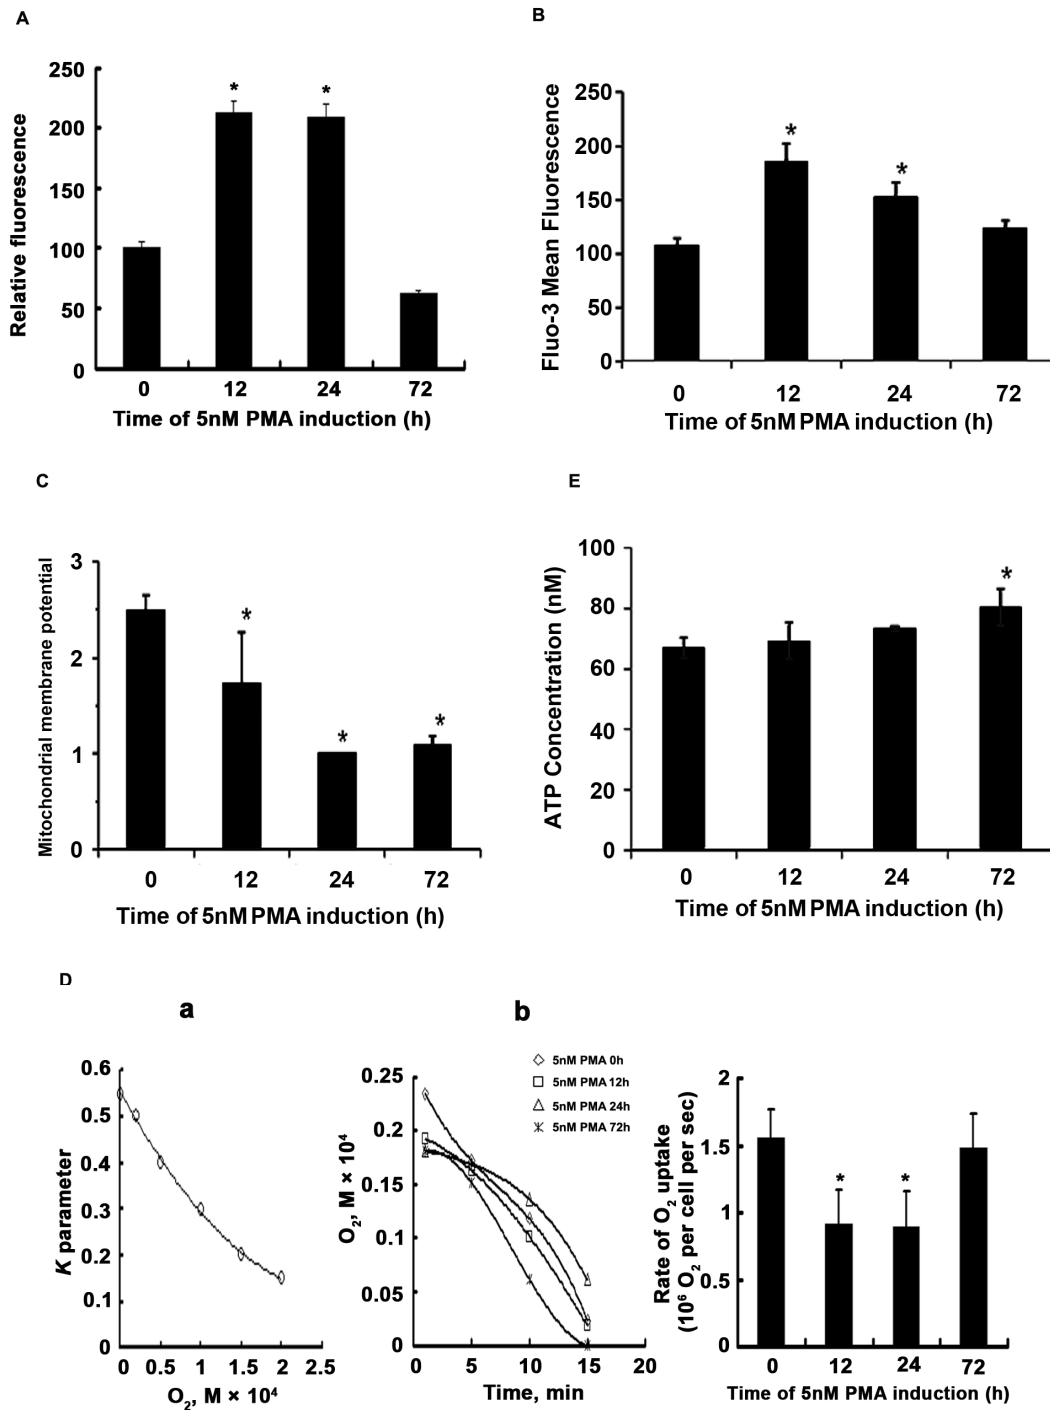 A
Relative fluorescence
250
200
150
100
50
0
*
*
0 12 24 72
Time of 5nM PMA induction (h)
B
Fluo-3 Mean Fluorescence
250
200
150
100
50
0
*
*
0 12 24 72
Time of 5nM PMA induction (h)
C
Mitochondrial membrane potential
3
2
1
0
*
*
*
0 12 24 72
Time of 5nM PMA induction (h)
E
ATP Concentration (nM)
100
80
60
40
20
0
*
0 12 24 72
Time of 5nM PMA induction (h)
D
a
K parameter
0.6
0.5
0.4
0.3
0.2
0.1
0
0 0.5 1 1.5 2 2.5
O2, M × 104
b
5nM PMA 0h
5nM PMA 12h
5nM PMA 24h
5nM PMA 72h
O2, M × 104
0.25
0.2
0.15
0.1
0.05
0
0 5 10 15 20
Time, min
Rate of O2 uptake
(106 O2 per cell per sec)
2
1.5
1
0.5
0
*
*
0 12 24 72
Time of 5nM PMA induction (h)